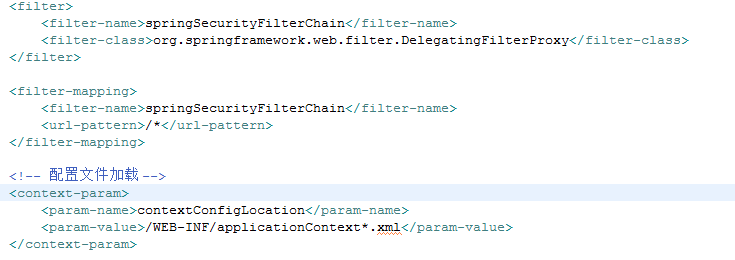 <filter>
<filter-name>springSecurityFilterChain</filter-name>
<filter-class>org.springframework.web.filter.DelegatingFilterProxy</filter-class>
</filter>
<filter-mapping>
<filter-name>springSecurityFilterChain</filter-name>
<url-pattern>/*</url-pattern>
</filter-mapping>
<!-- 配置文件加载 -->
<context-param>
<param-name>contextConfigLocation</param-name>
<param-value>/WEB-INF/applicationContext*.xml</param-value>
</context-param>